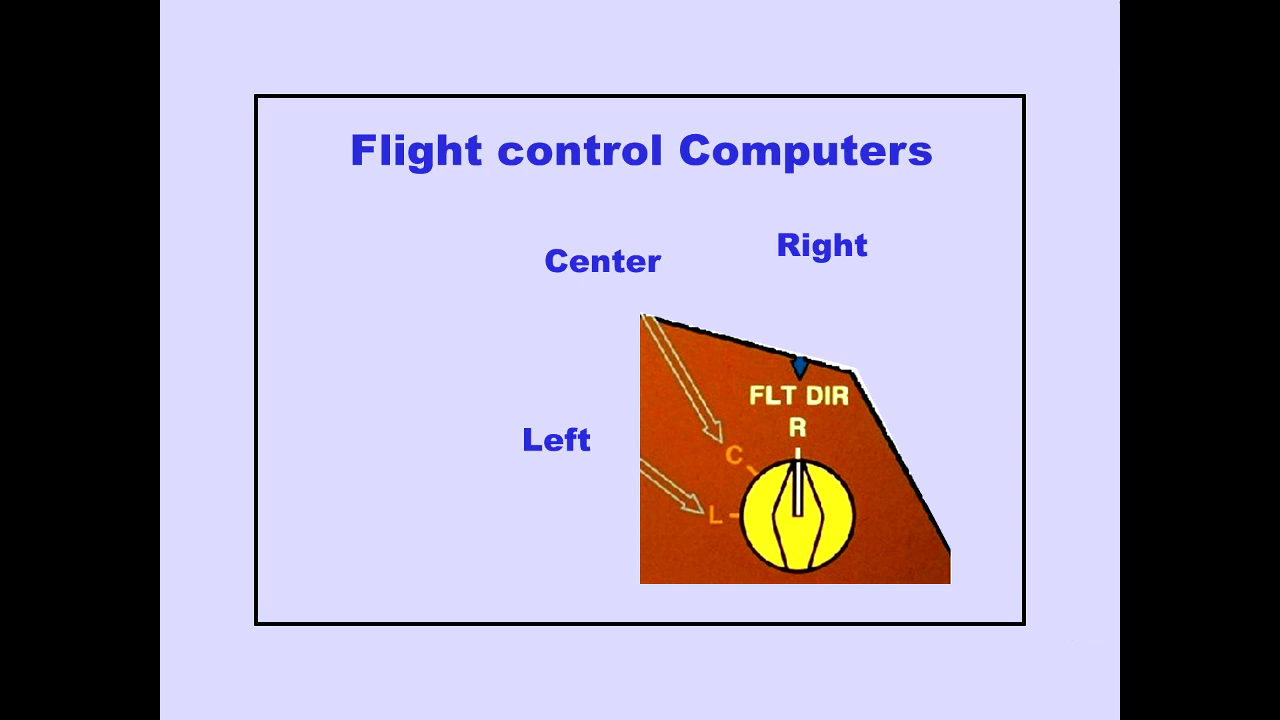 Flight control Computers
Center
Right
Left
FLT DIR
R
C
L